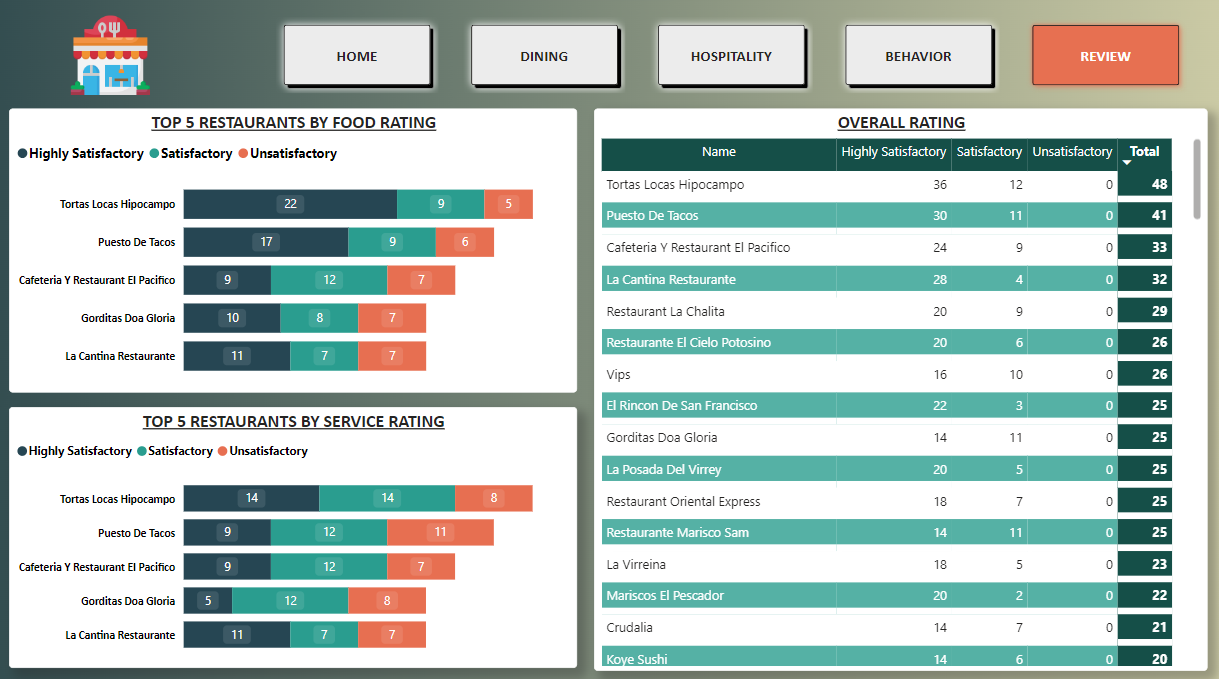 HOME
DINING
HOSPITALITY
BEHAVIOR
REVIEW
TOP 5 RESTAURANTS BY FOOD RATING
Highly Satisfactory Satisfactory Unsatisfactory
Tortas Locas Hipocampo 22 9 5
Puesto De Tacos 17 9 6
Cafeteria Y Restaurant El Pacifico 9 12 7
Gorditas Doa Gloria 10 8 7
La Cantina Restaurante 11 7 7
TOP 5 RESTAURANTS BY SERVICE RATING
Highly Satisfactory Satisfactory Unsatisfactory
Tortas Locas Hipocampo 14 14 8
Puesto De Tacos 9 12 11
Cafeteria Y Restaurant El Pacifico 9 12 7
Gorditas Doa Gloria 5 12 8
La Cantina Restaurante 11 7 7
OVERALL RATING
Name Highly Satisfactory Satisfactory Unsatisfactory Total
Tortas Locas Hipocampo 36 12 0 48
Puesto De Tacos 30 11 0 41
Cafeteria Y Restaurant El Pacifico 24 9 0 33
La Cantina Restaurante 28 4 0 32
Restaurant La Chalita 20 9 0 29
Restaurante El Cielo Potosino 20 6 0 26
Vips 16 10 0 26
El Rincon De San Francisco 22 3 0 25
Gorditas Doa Gloria 14 11 0 25
La Posada Del Virrey 20 5 0 25
Restaurant Oriental Express 18 7 0 25
Restaurante Marisco Sam 14 11 0 25
La Virreina 18 5 0 23
Mariscos El Pescador 20 2 0 22
Crudalia 14 7 0 21
Koye Sushi 14 6 0 20